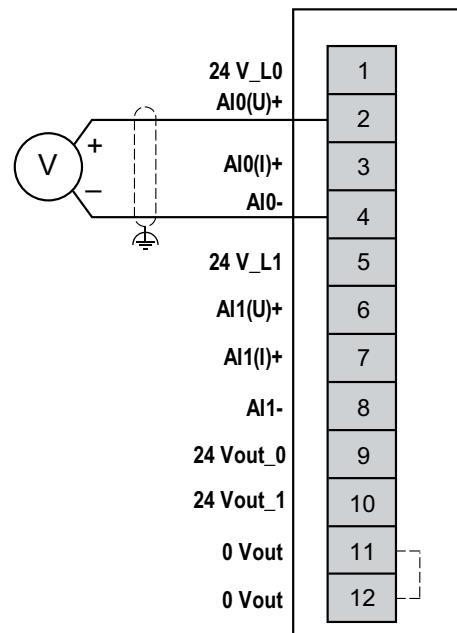 24 V_L0 1
AI0(U)+ 2
V + −
AI0(I)+ 3
AI0- 4
24 V_L1 5
AI1(U)+ 6
AI1(I)+ 7
AI1- 8
24 Vout_0 9
24 Vout_1 10
0 Vout 11
0 Vout 12